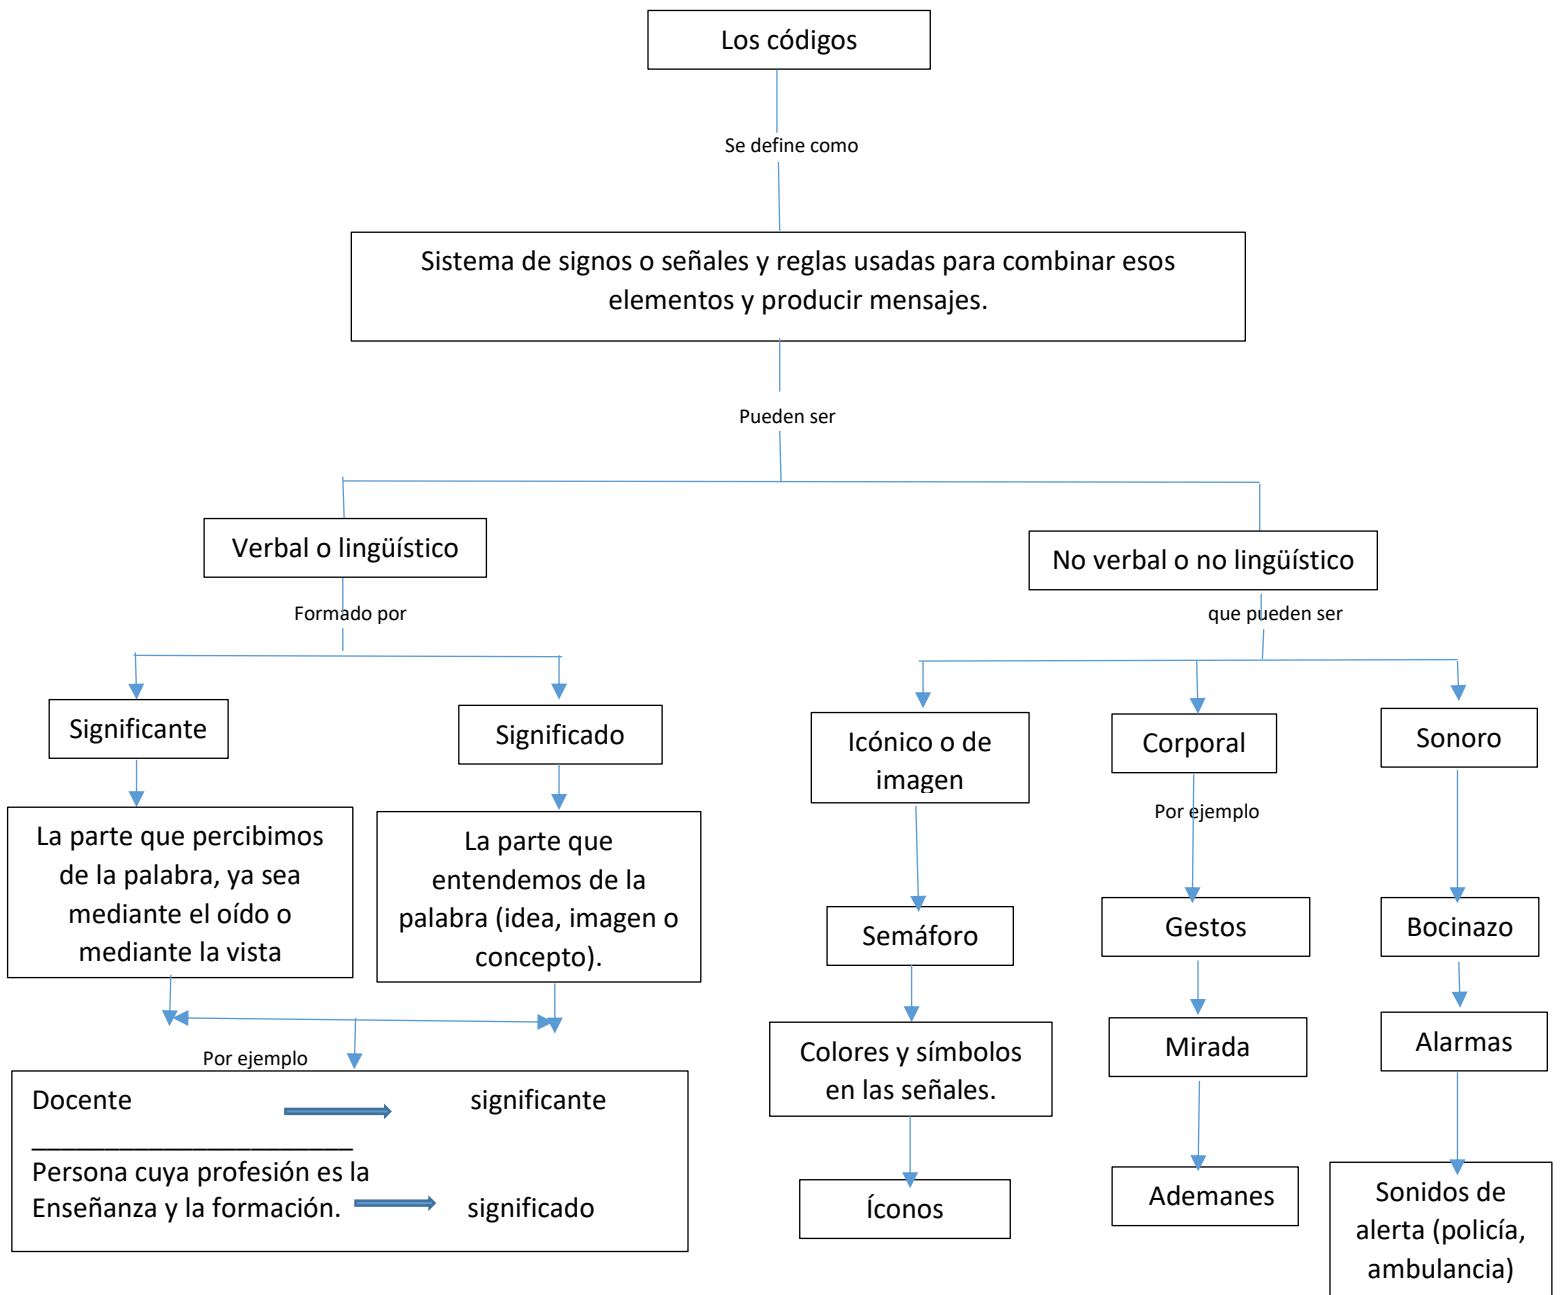 Los códigos
Se define como
Sistema de signos o señales y reglas usadas para combinar esos
elementos y producir mensajes.
Pueden ser
Verbal o lingüístico
No verbal o no lingüístico
Formado por
que pueden ser
Significante
Significado
Icónico o de
imagen
Corporal
Sonoro
La parte que percibimos
de la palabra, ya sea
mediante el oído o
mediante la vista
La parte que
entendemos de la
palabra (idea, imagen o
concepto).
Por ejemplo
Semáforo
Gestos
Bocinazo
Colores y símbolos
en las señales.
Mirada
Alarmas
Por ejemplo
Docente significante
Persona cuya profesión es la
Enseñanza y la formación. significado
Íconos
Ademanes
Sonidos de
alerta (policía,
ambulancia)